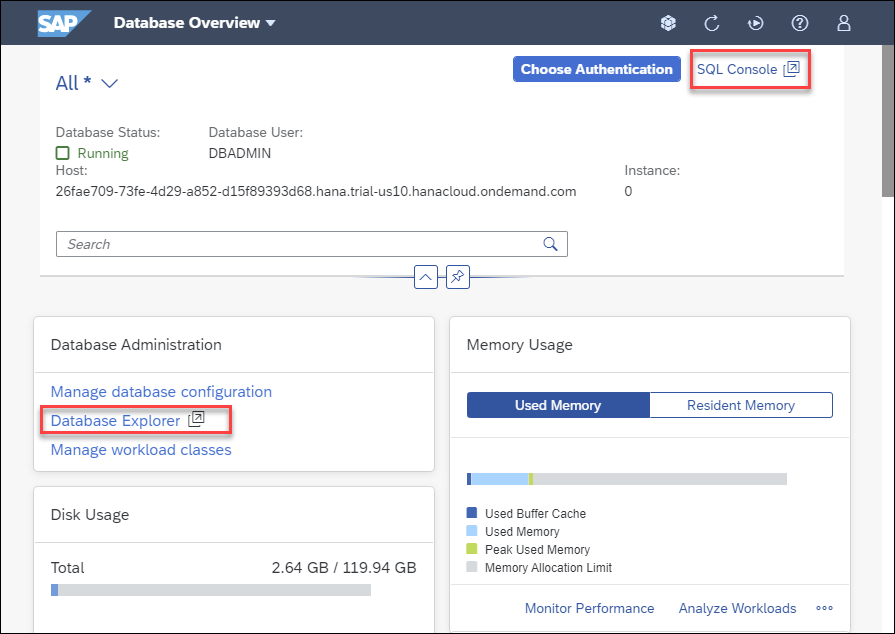 SAP Database Overview
All *
Choose Authentication SQL Console
Database Status: Database User:
Running DBADMIN
Host: Instance:
26fae709-73fe-4d29-a852-d15f89393d68.hana.trial-us10.hanacloud.ondemand.com 0
Search
Database Administration
Manage database configuration
Database Explorer
Manage workload classes
Disk Usage
Total 2.64 GB / 119.94 GB
Memory Usage
Used Memory Resident Memory
Used Buffer Cache
Used Memory
Peak Used Memory
Memory Allocation Limit
Monitor Performance Analyze Workloads